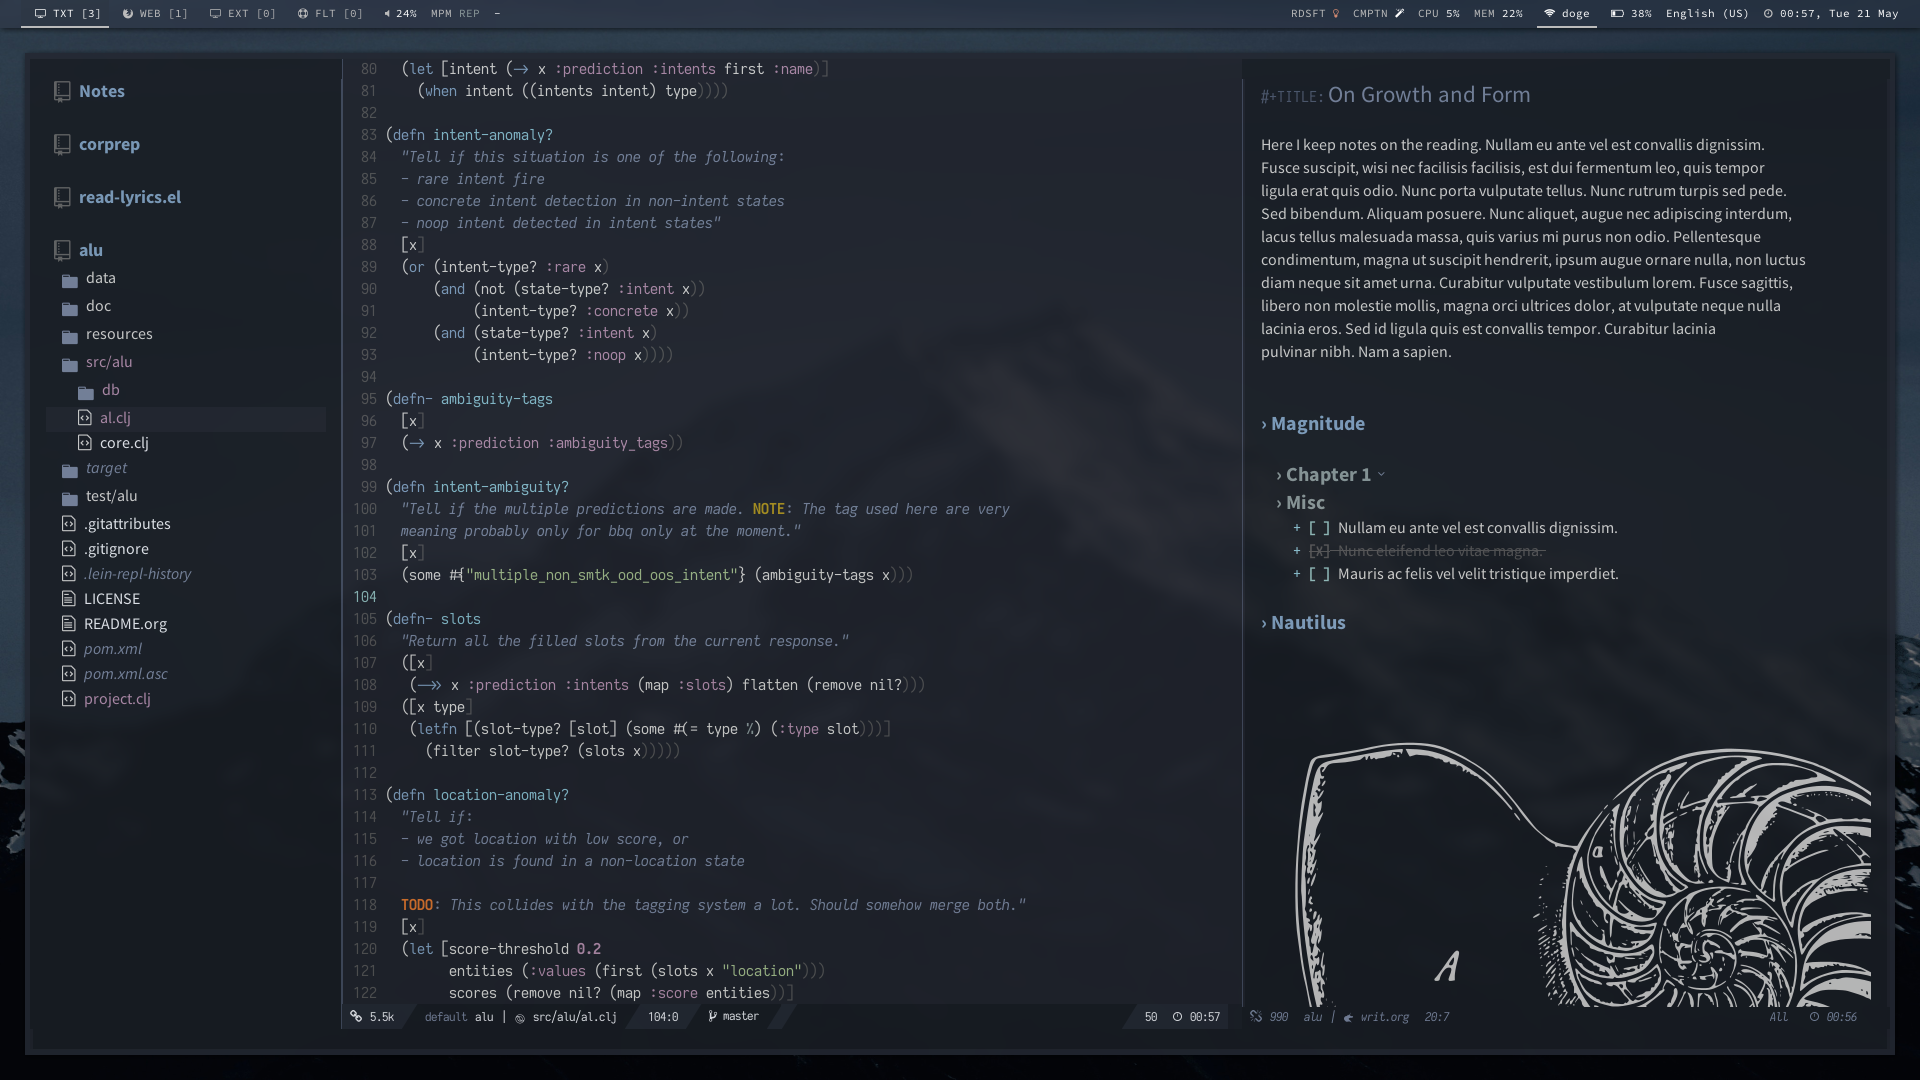 TXT [3] WEB [1] EXT [0] FLT [0] 24% MPM REP –
RDSFT CMPTN CPU 5% MEM 22% doge 38% English (US) 00:57, Tue 21 May
Notes
corprep
read-lyrics.el
alu
data
doc
resources
src/alu
db
al.clj
core.clj
target
test/alu
.gitattributes
.gitignore
.lein-repl-history
LICENSE
README.org
pom.xml
pom.xml.asc
project.clj
80 (let [intent (-> x :prediction :intents first :name)]
81 (when intent ((intents intent) type))))
82
83 (defn intent-anomaly?
84 "Tell if this situation is one of the following:
85 - rare intent fire
86 - concrete intent detection in non-intent states
87 - noop intent detected in intent states"
88 [x]
89 (or (intent-type? :rare x)
90 (and (not (state-type? :intent x))
91 (intent-type? :concrete x))
92 (and (state-type? :intent x)
93 (intent-type? :noop x))))
94
95 (defn- ambiguity-tags
96 [x]
97 (-> x :prediction :ambiguity_tags))
98
99 (defn intent-ambiguity?
100 "Tell if the multiple predictions are made. NOTE: The tag used here are very
101 meaning probably only for bbq only at the moment."
102 [x]
103 (some #{"multiple_non_smtk_ood_oos_intent"} (ambiguity-tags x)))
104
105 (defn- slots
106 "Return all the filled slots from the current response."
107 ([x]
108 (->> x :prediction :intents (map :slots) flatten (remove nil?)))
109 ([x type]
110 (letfn [(slot-type? [slot] (some #(= type %) (:type slot)))]
111 (filter slot-type? (slots x)))))
112
113 (defn location-anomaly?
114 "Tell if:
115 - we got location with low score, or
116 - location is found in a non-location state
117
118 TODO: This collides with the tagging system a lot. Should somehow merge both."
119 [x]
120 (let [score-threshold 0.2
121 entities (:values (first (slots x "location")))
122 scores (remove nil? (map :score entities))]
5.5k default alu | src/alu/al.clj 104:0 master 50 00:57
#+TITLE: On Growth and Form
Here I keep notes on the reading. Nullam eu ante vel est convallis dignissim.
Fusce suscipit, wisi nec facilisis facilisis, est dui fermentum leo, quis tempor
ligula erat quis odio. Nunc porta vulputate tellus. Nunc rutrum turpis sed pede.
Sed bibendum. Aliquam posuere. Nunc aliquet, augue nec adipiscing interdum,
lacus tellus malesuada massa, quis varius mi purus non odio. Pellentesque
condimentum, magna ut suscipit hendrerit, ipsum augue ornare nulla, non luctus
diam neque sit amet urna. Curabitur vulputate vestibulum lorem. Fusce sagittis,
libero non molestie mollis, magna orci ultrices dolor, at vulputate neque nulla
lacinia eros. Sed id ligula quis est convallis tempor. Curabitur lacinia
pulvinar nibh. Nam a sapien.
› Magnitude
› Chapter 1
› Misc
+ [ ] Nullam eu ante vel est convallis dignissim.
+ [X] Nunc eleifend leo vitae magna.
+ [ ] Mauris ac felis vel velit tristique imperdiet.
› Nautilus
a
A
990 alu | writ.org 20:7 All 00:56